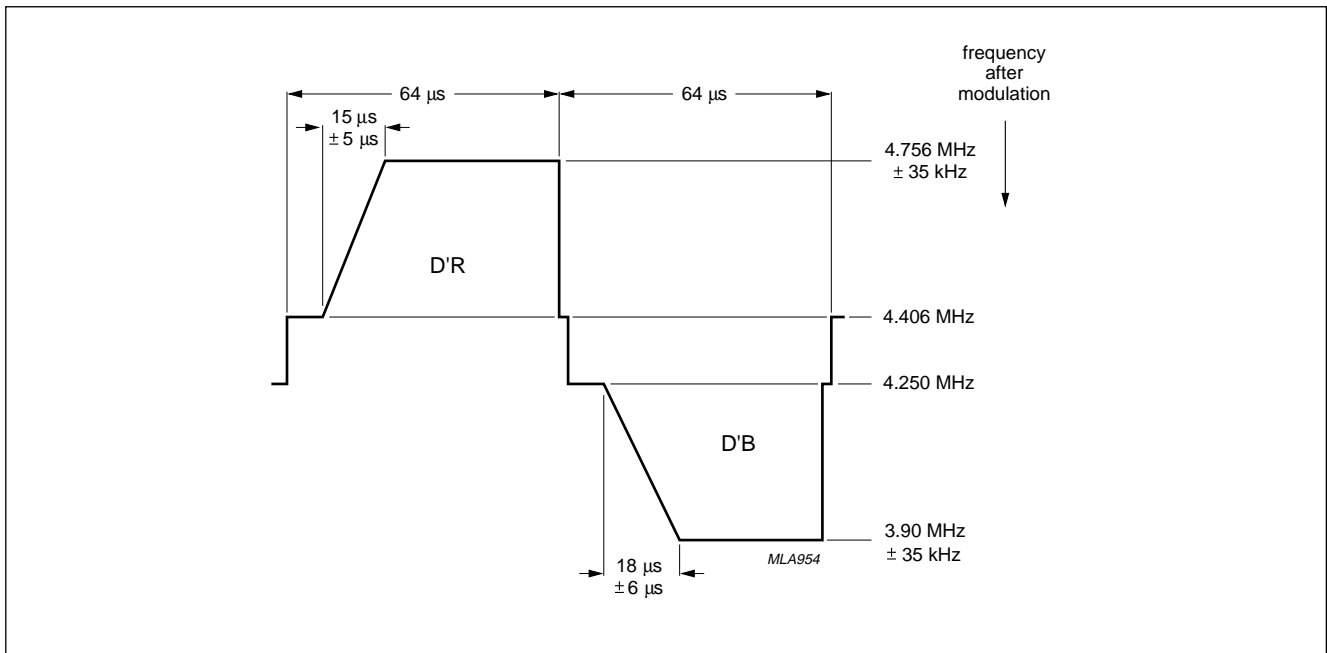 frequency
after
modulation
64 µs
64 µs
15 µs
± 5 µs
4.756 MHz
± 35 kHz
D'R
4.406 MHz
4.250 MHz
D'B
3.90 MHz
± 35 kHz
MLA954
18 µs
± 6 µs